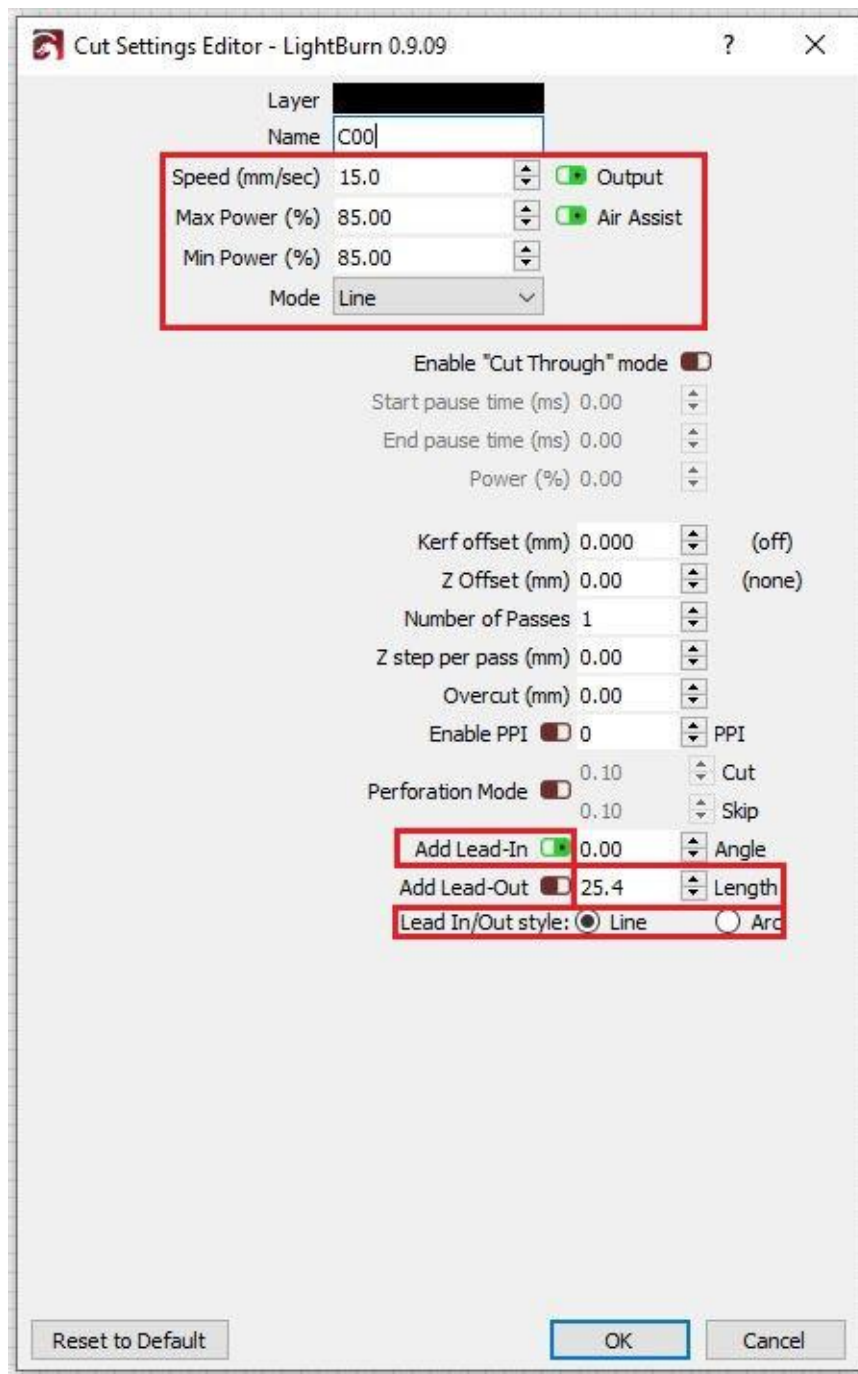 Cut Settings Editor - LightBurn 0.9.09 ? X
Layer
Name C00
Speed (mm/sec) 15.0 Output
Max Power (%) 85.00 Air Assist
Min Power (%) 85.00
Mode Line
Enable "Cut Through" mode
Start pause time (ms) 0.00
End pause time (ms) 0.00
Power (%) 0.00
Kerf offset (mm) 0.000 (off)
Z Offset (mm) 0.00 (none)
Number of Passes 1
Z step per pass (mm) 0.00
Overcut (mm) 0.00
Enable PPI 0 PPI
Perforation Mode 0.10 Cut
0.10 Skip
Add Lead-In 0.00 Angle
Add Lead-Out 25.4 Length
Lead In/Out style: Line Arc
Reset to Default OK Cancel